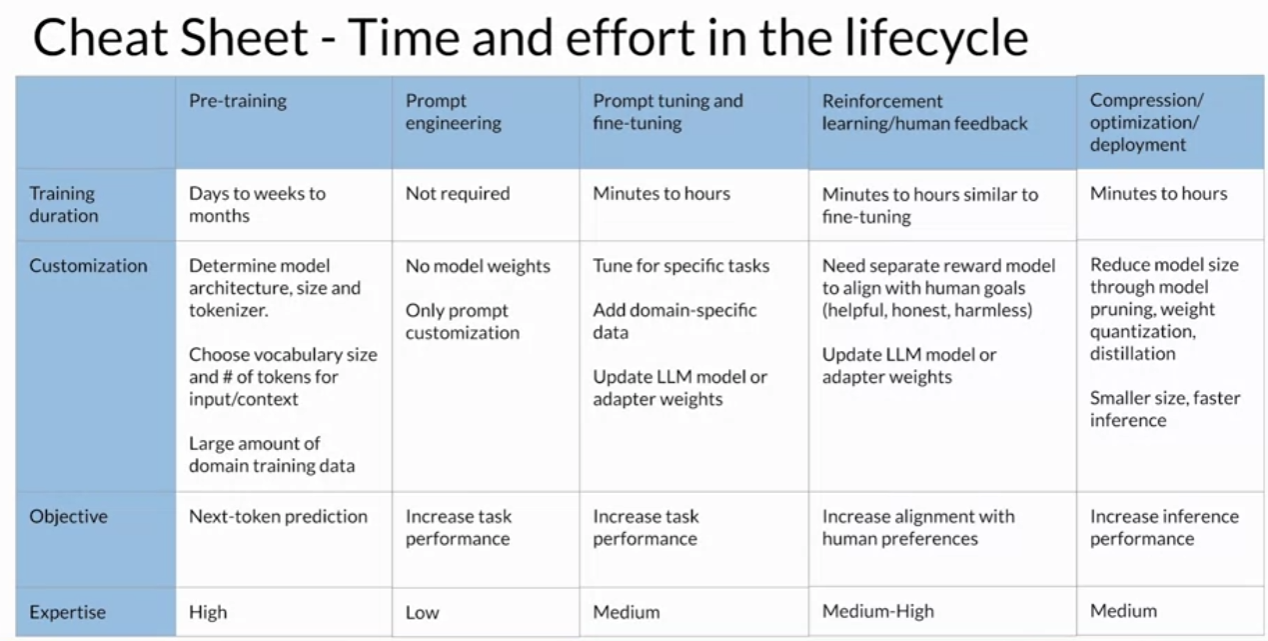 Cheat Sheet - Time and effort in the lifecycle
Pre-training
Prompt
engineering
Prompt tuning and
fine-tuning
Reinforcement
learning/human feedback
Compression/
optimization/
deployment
Training
duration
Days to weeks to
months
Not required
Minutes to hours
Minutes to hours similar to
fine-tuning
Minutes to hours
Customization
Determine model
architecture, size and
tokenizer.
Choose vocabulary size
and # of tokens for
input/context
Large amount of
domain training data
No model weights
Only prompt
customization
Tune for specific tasks
Add domain-specific
data
Update LLM model or
adapter weights
Need separate reward model
to align with human goals
(helpful, honest, harmless)
Update LLM model or
adapter weights
Reduce model size
through model
pruning, weight
quantization,
distillation
Smaller size, faster
inference
Objective
Next-token prediction
Increase task
performance
Increase task
performance
Increase alignment with
human preferences
Increase inference
performance
Expertise
High
Low
Medium
Medium-High
Medium